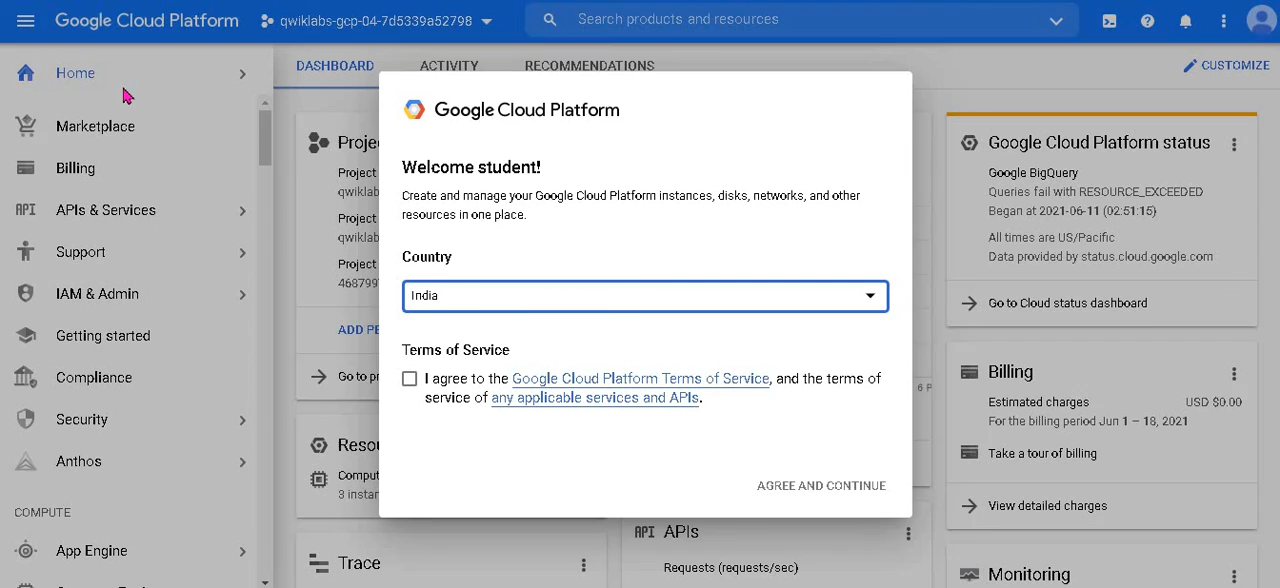 Google Cloud Platform
qwiklabs-gcp-04-7d5339a52798
Search products and resources
Home
Marketplace
Billing
API APIs & Services
Support
IAM & Admin
Getting started
Compliance
Security
Anthos
COMPUTE
App Engine
DASHBOARD
ACTIVITY
RECOMMENDATIONS
CUSTOMIZE
Project
qwiklabs
Project
qwiklab
Project
468799
ADD PE
Go to pr
Resou
Comput
3 instan
Trace
Google Cloud Platform
Welcome student!
Create and manage your Google Cloud Platform instances, disks, networks, and other
resources in one place.
Country
India
Terms of Service
I agree to the Google Cloud Platform Terms of Service, and the terms of
service of any applicable services and APIs.
AGREE AND CONTINUE
6 P
API APIs
Requests (requests/sec)
Google Cloud Platform status
Google BigQuery
Queries fail with RESOURCE_EXCEEDED
Began at 2021-06-11 (02:51:15)
All times are US/Pacific
Data provided by status.cloud.google.com
Go to Cloud status dashboard
Billing
Estimated charges USD $0.00
For the billing period Jun 1 – 18, 2021
Take a tour of billing
View detailed charges
Monitoring